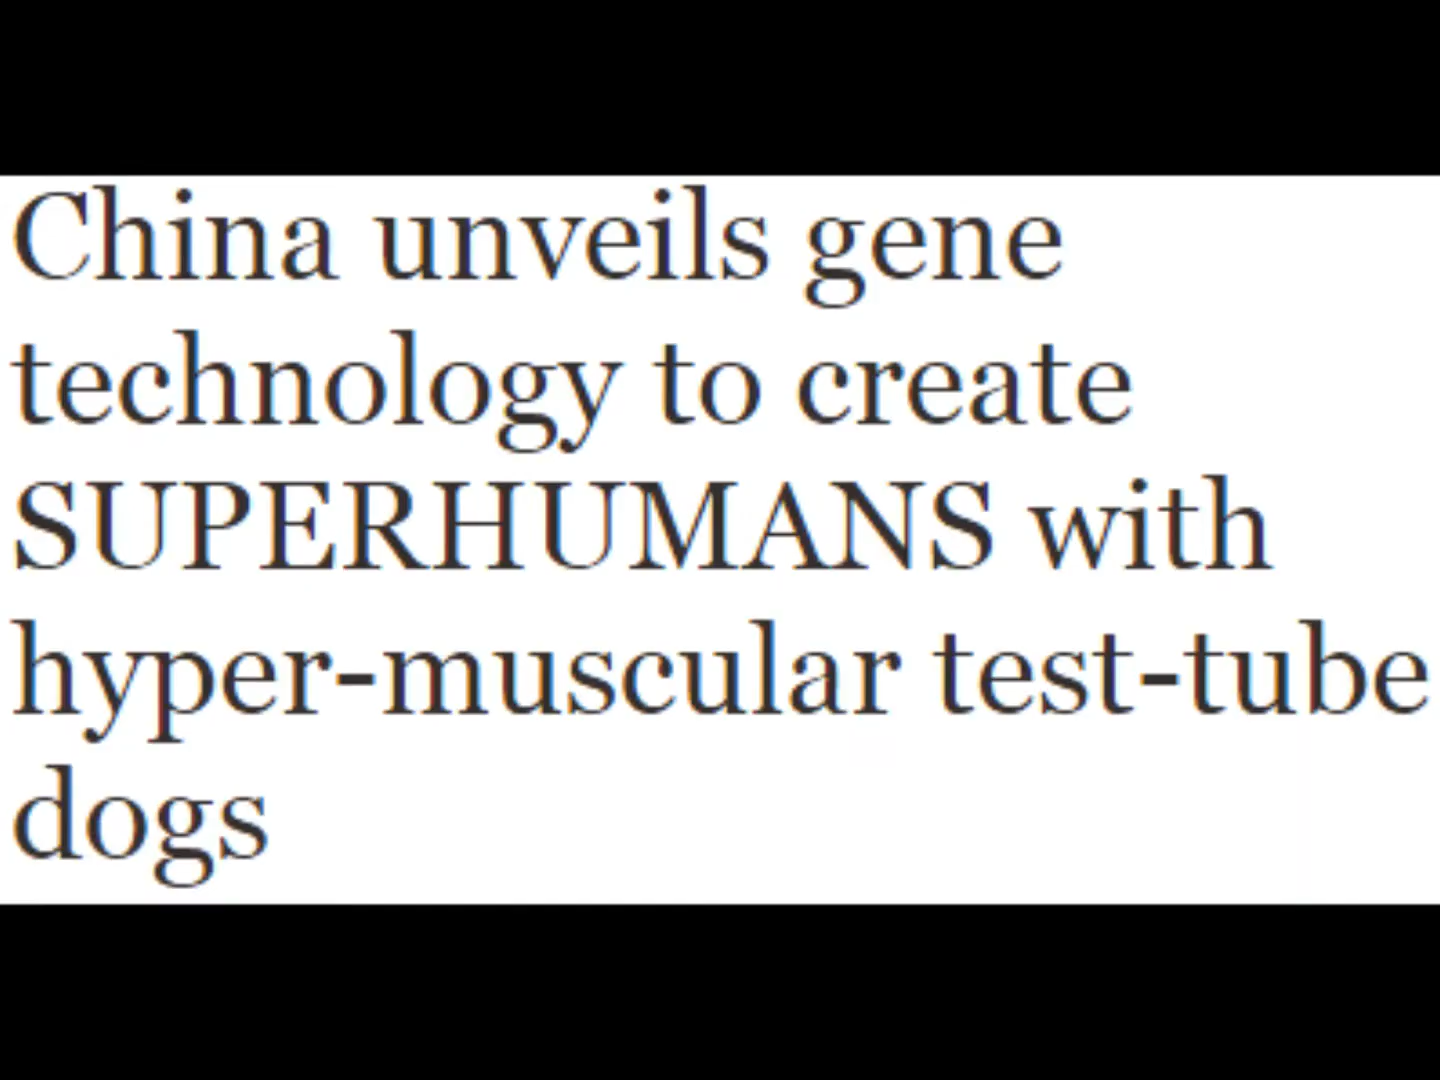 China unveils gene
technology to create
SUPERHUMANS with
hyper-muscular test-tube
dogs